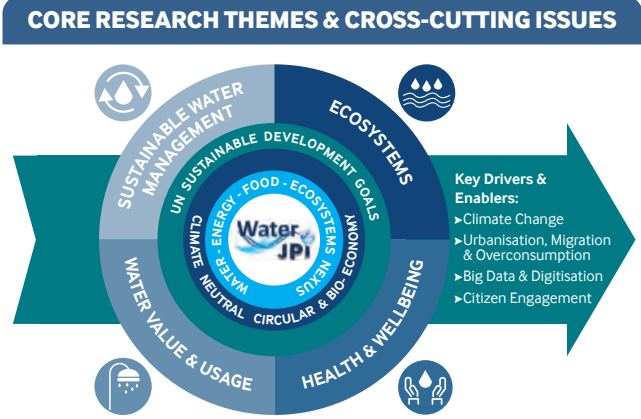 CORE RESEARCH THEMES & CROSS-CUTTING ISSUES
SUSTAINABLE WATER
MANAGEMENT
ECOSYSTEMS
UN SUSTAINABLE DEVELOPMENT GOALS
WATER - ENERGY - FOOD - ECOSYSTEMS NEXUS
Water
JPI
CLIMATE NEUTRAL CIRCULAR & BIO- ECONOMY
WATER VALUE & USAGE
HEALTH & WELLBEING
Key Drivers &
Enablers:
➤Climate Change
➤Urbanisation, Migration
& Overconsumption
➤Big Data & Digitisation
➤Citizen Engagement